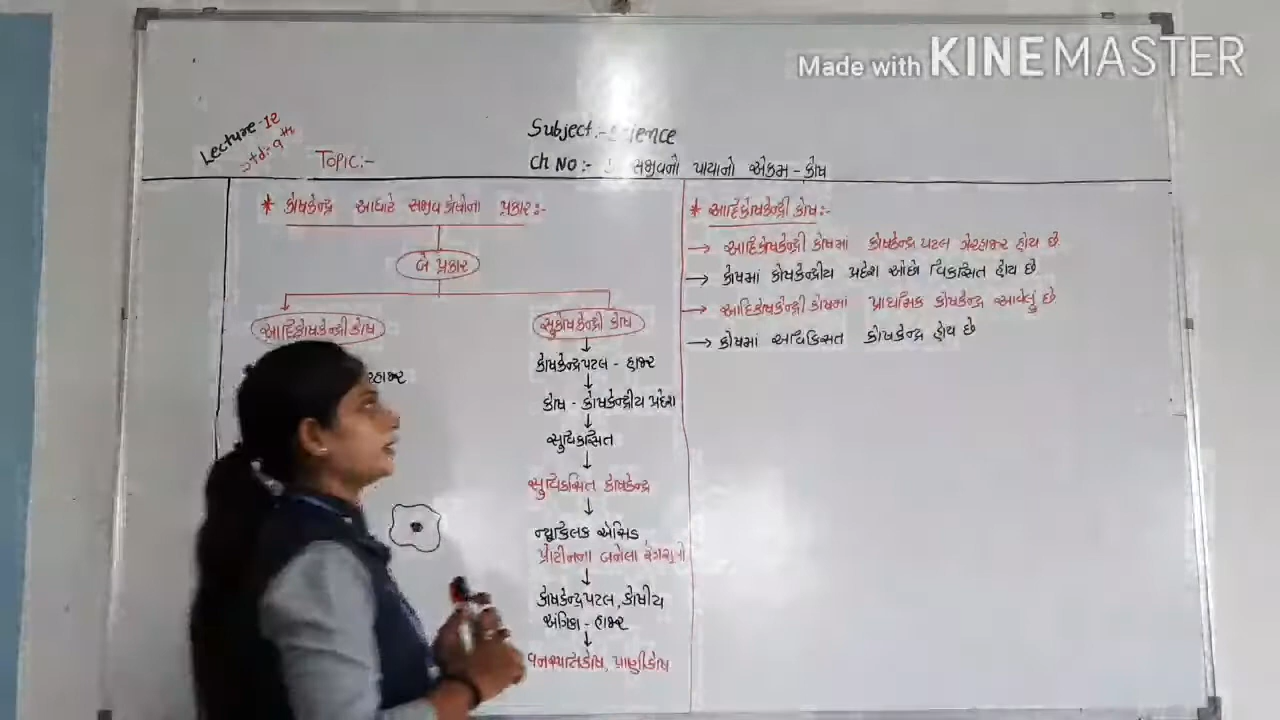 Made with KINEMASTER
Lecture-12
Std:-9th
Topic:-
Subject:- Science
Ch No:- સજીવનો પાયાનો એકમ - કોષ
* કોષકેન્દ્ર આધારે સજીવ કોષોના પ્રકાર:-
બે પ્રકાર
આદિકોષકેન્દ્રી કોષ
સુકોષકેન્દ્રી કોષ
કોષકેન્દ્રપટલ - હાજર
કોષ - કોષકેન્દ્રીય પ્રદેશ
સુવિકસિત
સુવિકસિત કોષકેન્દ્ર
ન્યુક્લિક એસિડ,
પ્રોટીનના બનેલા રંગસૂત્રો
કોષકેન્દ્રપટલ, કોષીય
અંગિકા - હાજર
વનસ્પતિકોષ, પ્રાણીકોષ
* આદિકોષકેન્દ્રી કોષ:-
→ આદિકોષકેન્દ્રી કોષમાં કોષકેન્દ્રપટલ ગેરહાજર હોય છે
→ કોષમાં કોષકેન્દ્રીય પ્રદેશ ઓછો વિકસિત હોય છે
→ આદિકોષકેન્દ્રી કોષમાં પ્રાથમિક કોષકેન્દ્ર આવેલું છે
→ કોષમાં અવિકસિત કોષકેન્દ્ર હોય છે